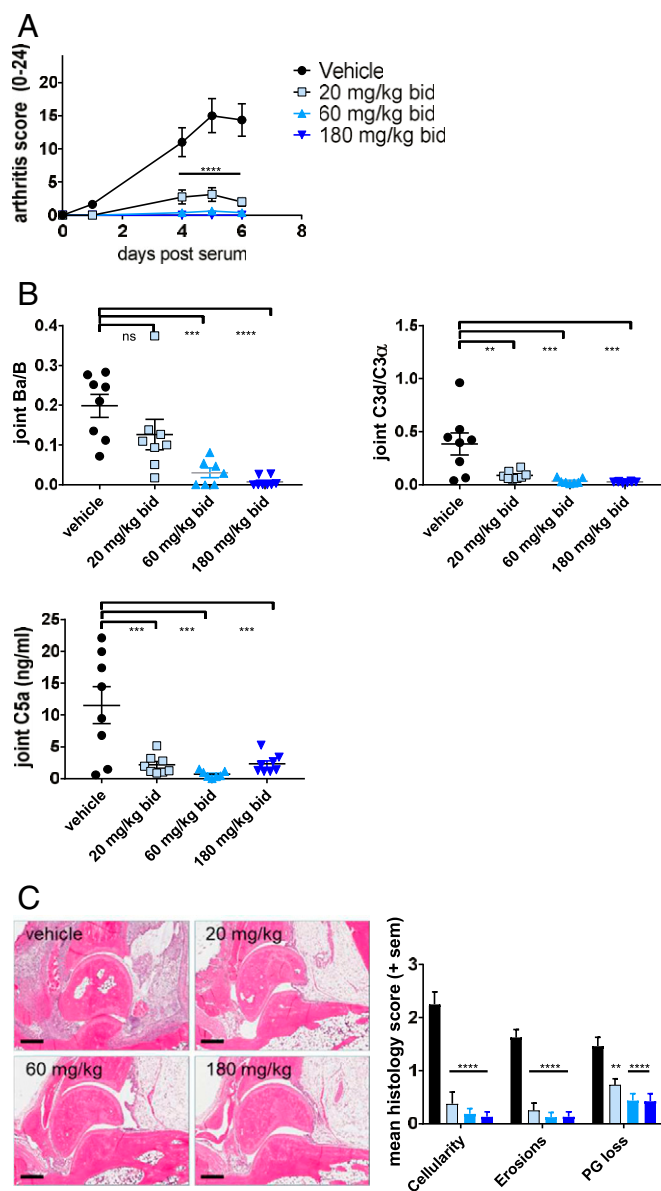 A
arthritis score (0-24)
20
15
10
5
0
****
0 2 4 6 8
days post serum
Vehicle
20 mg/kg bid
60 mg/kg bid
180 mg/kg bid
B
joint Ba/B
0.4
0.3
0.2
0.1
0.0
ns *** ****
vehicle
20 mg/kg bid
60 mg/kg bid
180 mg/kg bid
joint C3d/C3α
1.5
1.0
0.5
0.0
** *** ***
vehicle
20 mg/kg bid
60 mg/kg bid
180 mg/kg bid
joint C5a (ng/ml)
25
20
15
10
5
0
*** *** ***
vehicle
20 mg/kg bid
60 mg/kg bid
180 mg/kg bid
C
vehicle
20 mg/kg
60 mg/kg
180 mg/kg
mean histology score (+ sem)
3
2
1
0
**** **** ** ****
Cellularity
Erosions
PG loss